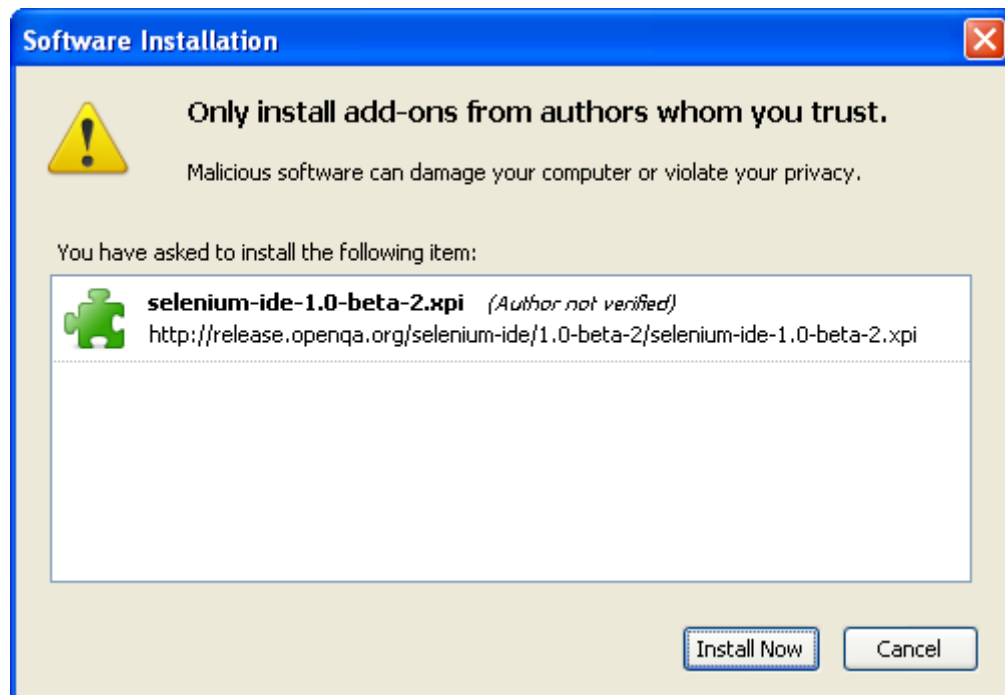 Software Installation
Only install add-ons from authors whom you trust.
Malicious software can damage your computer or violate your privacy.
You have asked to install the following item:
selenium-ide-1.0-beta-2.xpi (Author not verified)
http://release.openqa.org/selenium-ide/1.0-beta-2/selenium-ide-1.0-beta-2.xpi
Install Now Cancel